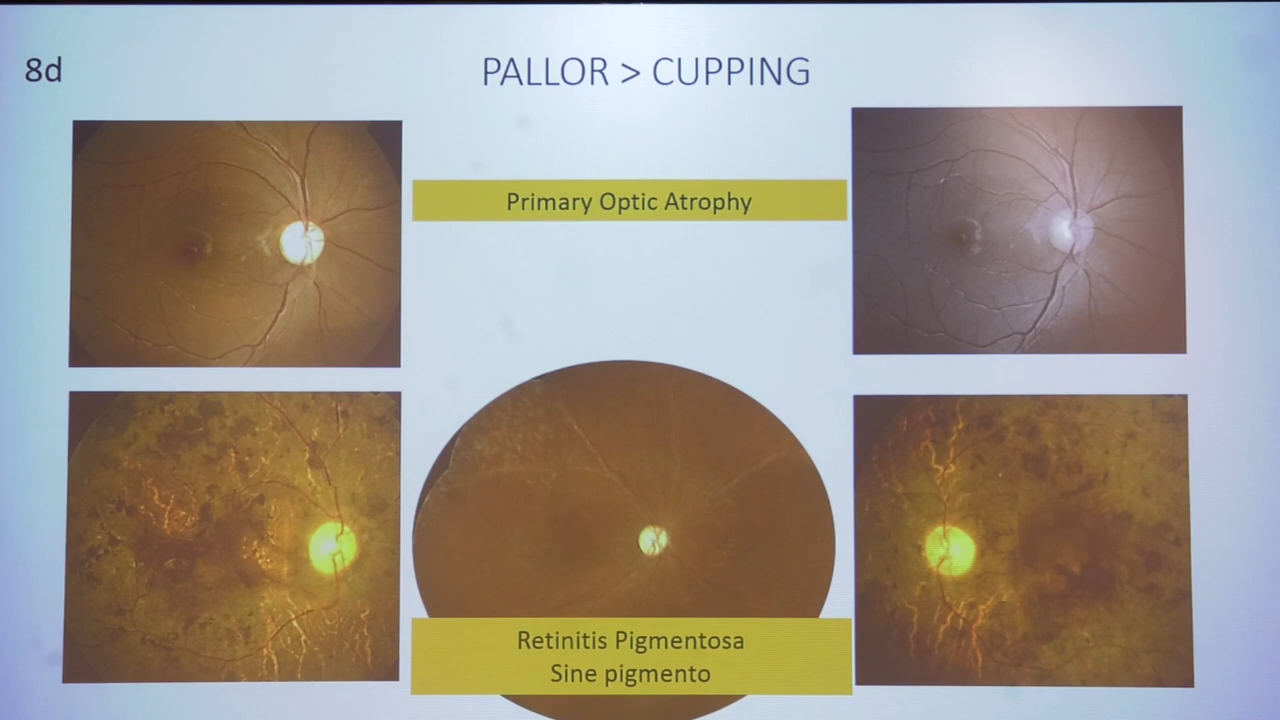 8d
PALLOR > CUPPING
Primary Optic Atrophy
Retinitis Pigmentosa
Sine pigmento